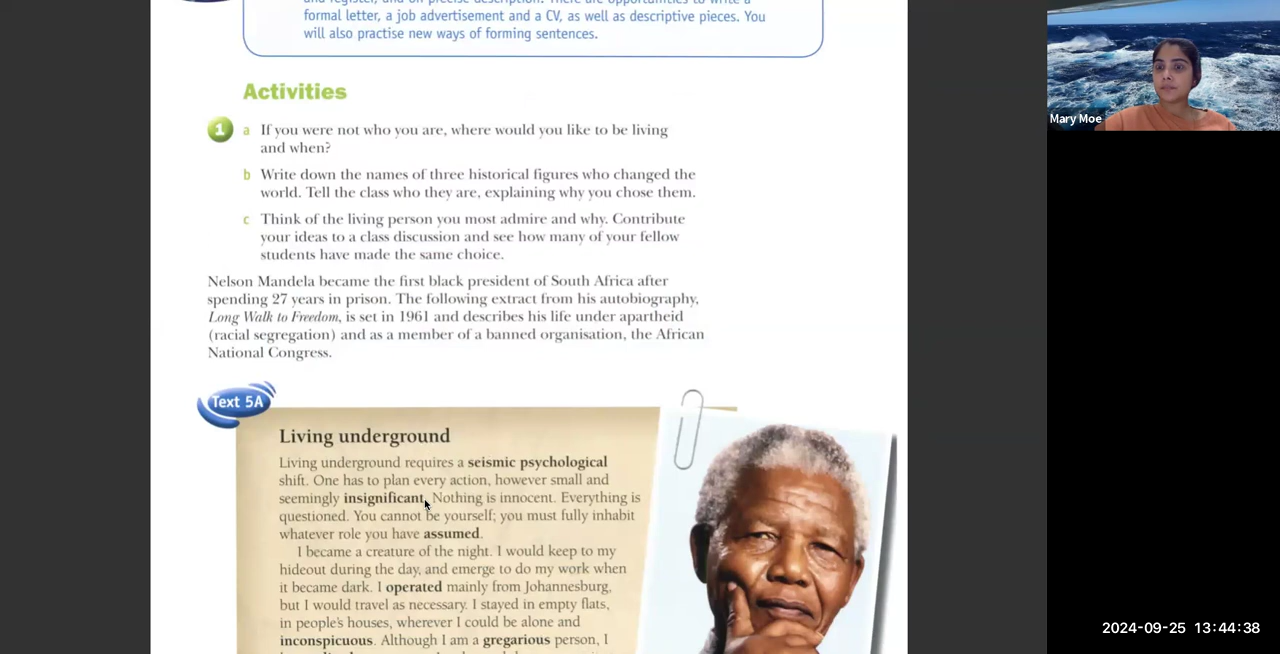 and register, and on precise description. There are opportunities to write a
formal letter, a job advertisement and a CV, as well as descriptive pieces. You
will also practise new ways of forming sentences.
Activities
1 a If you were not who you are, where would you like to be living
and when?
b Write down the names of three historical figures who changed the
world. Tell the class who they are, explaining why you chose them.
c Think of the living person you most admire and why. Contribute
your ideas to a class discussion and see how many of your fellow
students have made the same choice.
Nelson Mandela became the first black president of South Africa after
spending 27 years in prison. The following extract from his autobiography,
Long Walk to Freedom, is set in 1961 and describes his life under apartheid
(racial segregation) and as a member of a banned organisation, the African
National Congress.
Text 5A
Living underground
Living underground requires a seismic psychological
shift. One has to plan every action, however small and
seemingly insignificant. Nothing is innocent. Everything is
questioned. You cannot be yourself; you must fully inhabit
whatever role you have assumed.
I became a creature of the night. I would keep to my
hideout during the day, and emerge to do my work when
it became dark. I operated mainly from Johannesburg,
but I would travel as necessary. I stayed in empty flats,
in people's houses, wherever I could be alone and
inconspicuous. Although I am a gregarious person, I
Mary Moe
2024-09-25 13:44:38